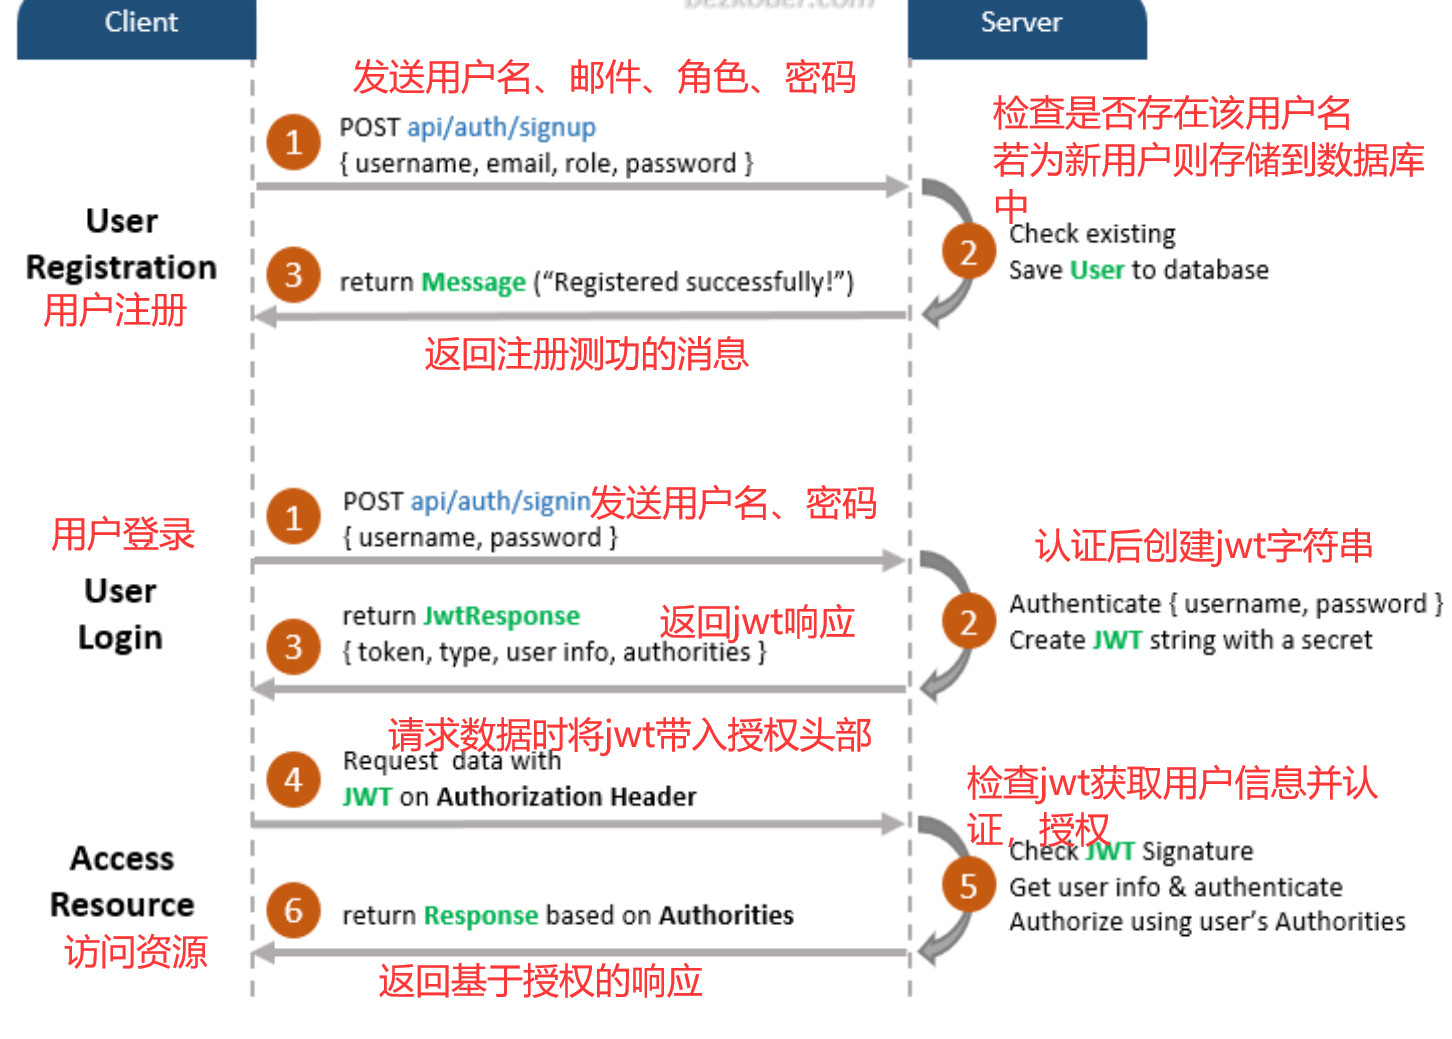 Client
bezkoder.com
Server
发送用户名、邮件、角色、密码
1
POST api/auth/signup
{ username, email, role, password }
检查是否存在该用户名
若为新用户则存储到数据库
中
User
Registration
用户注册
2
Check existing
Save User to database
3
return Message (“Registered successfully!”)
返回注册测功的消息
1
POST api/auth/signin
发送用户名、密码
{ username, password }
用户登录
User
Login
认证后创建jwt字符串
2
Authenticate { username, password }
Create JWT string with a secret
3
return JwtResponse
返回jwt响应
{ token, type, user info, authorities }
请求数据时将jwt带入授权头部
4
Request data with
JWT on Authorization Header
检查jwt获取用户信息并认
证，授权
5
Check JWT Signature
Get user info & authenticate
Authorize using user’s Authorities
Access
Resource
访问资源
6
return Response based on Authorities
返回基于授权的响应